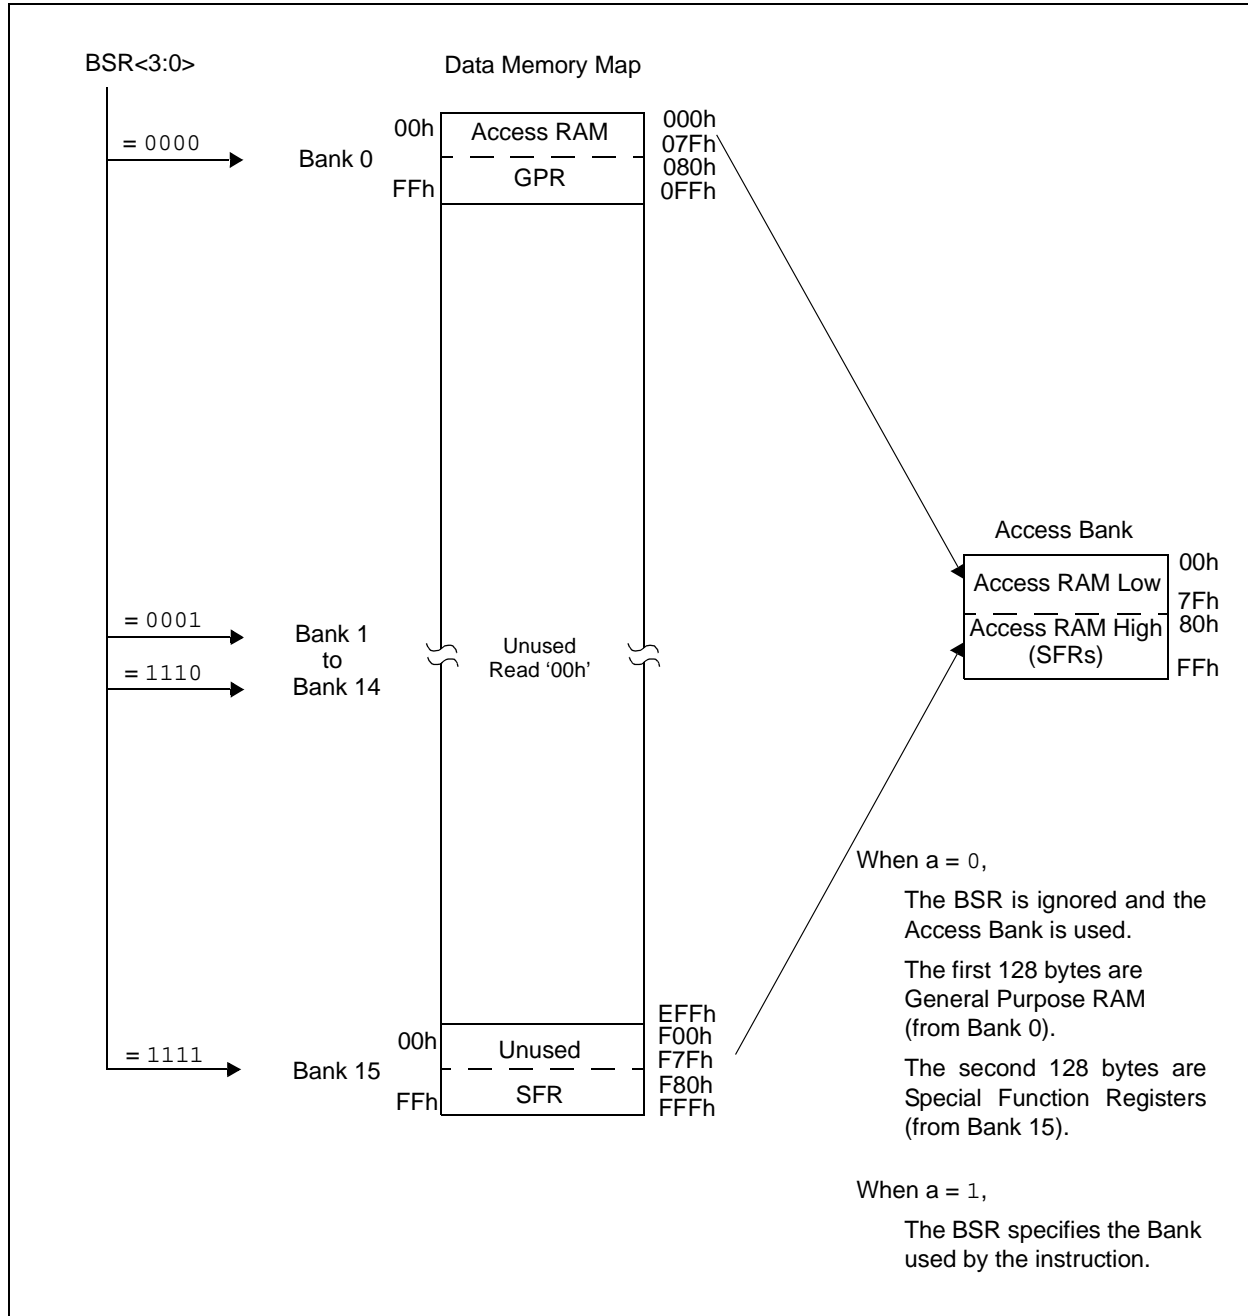 BSR<3:0>
Data Memory Map
= 0000
Bank 0
00h
FFh
Access RAM
GPR
000h
07Fh
080h
0FFh
= 0001
= 1110
Bank 1
to
Bank 14
Unused
Read ‘00h’
Access Bank
Access RAM Low
Access RAM High
(SFRs)
00h
7Fh
80h
FFh
= 1111
Bank 15
00h
FFh
Unused
SFR
EFFh
F00h
F7Fh
F80h
FFFh
When a = 0,
The BSR is ignored and the
Access Bank is used.
The first 128 bytes are
General Purpose RAM
(from Bank 0).
The second 128 bytes are
Special Function Registers
(from Bank 15).
When a = 1,
The BSR specifies the Bank
used by the instruction.